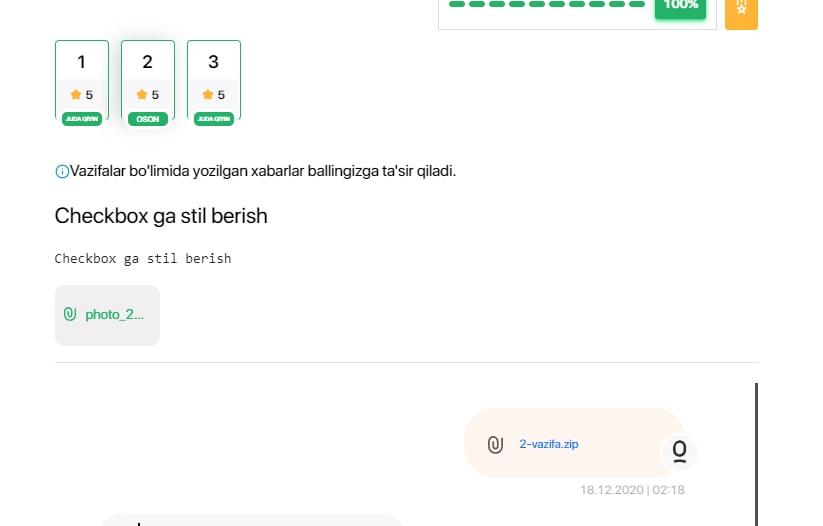 100%
1
2
3
5
5
5
JUDA QIYIN
OSON
JUDA QIYIN
Vazifalar bo'limida yozilgan xabarlar ballingizga ta'sir qiladi.
Checkbox ga stil berish
Checkbox ga stil berish
photo_2...
2-vazifa.zip
O
18.12.2020 | 02:18